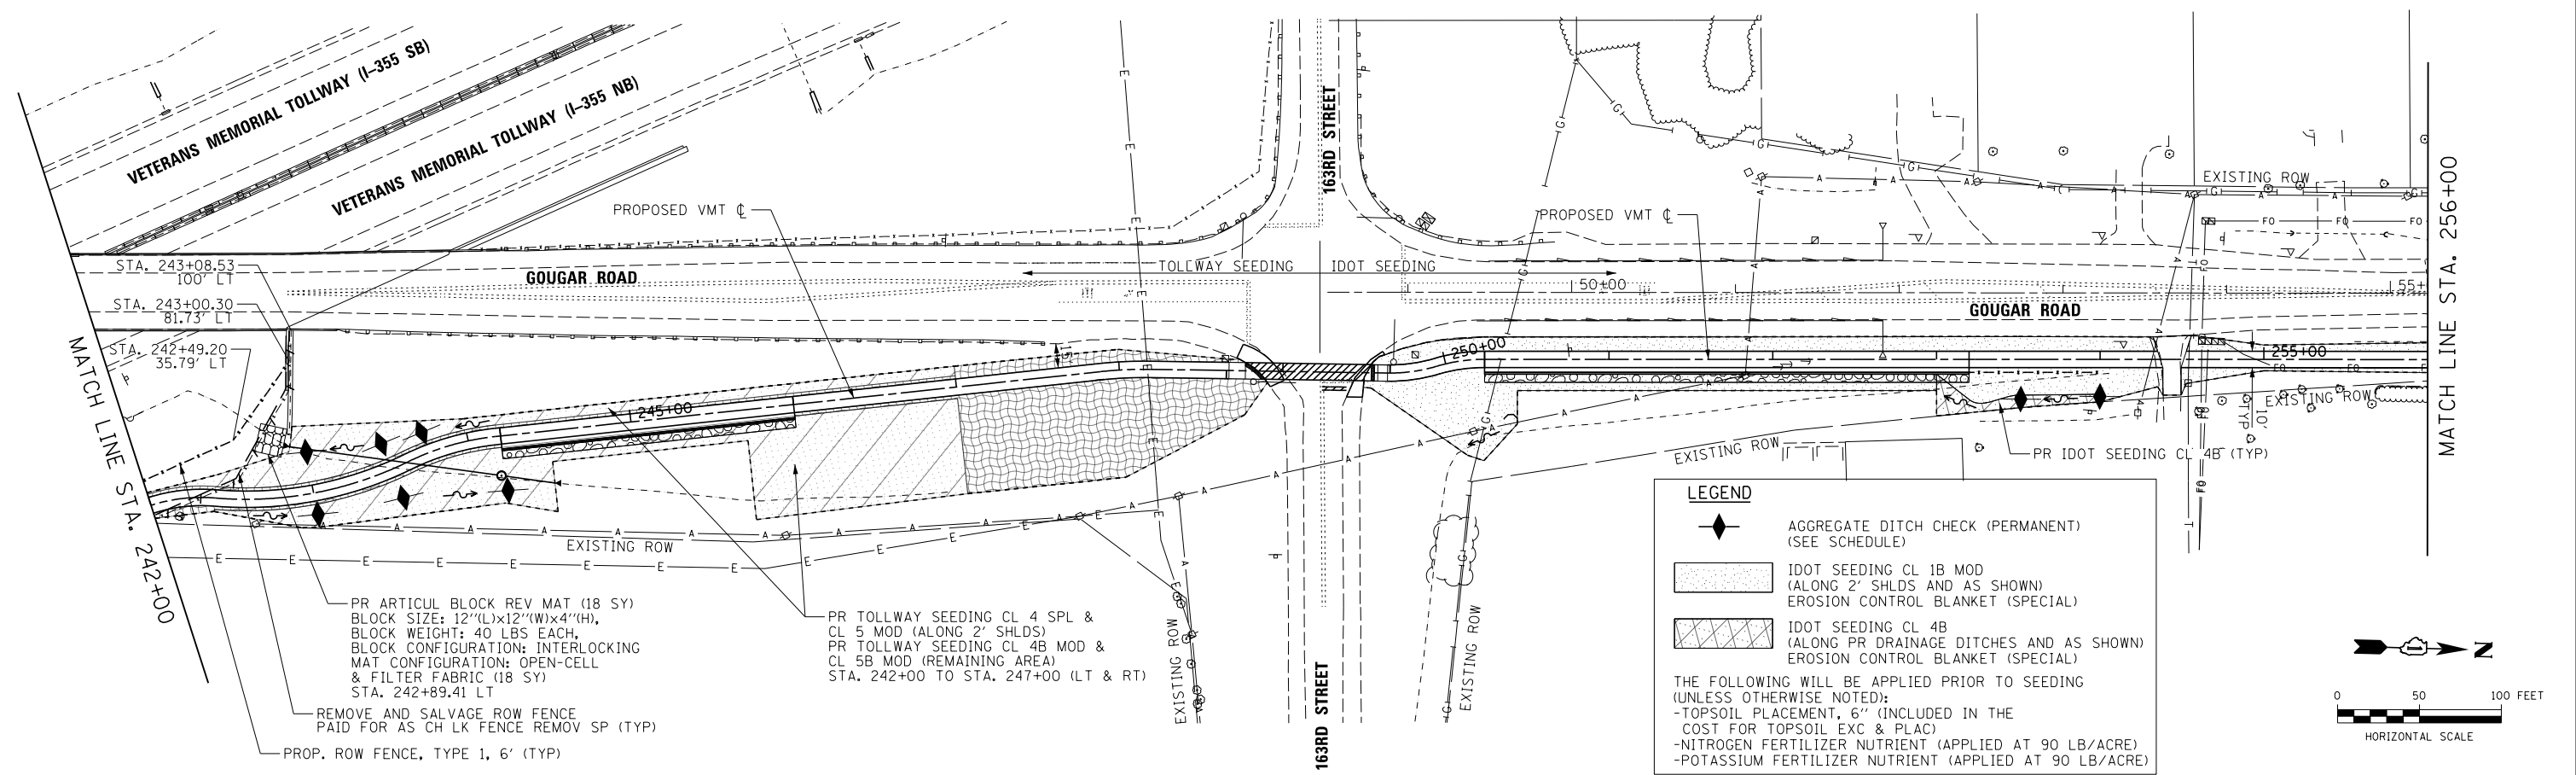 VETERANS MEMORIAL TOLLWAY (I-355 SB)
VETERANS MEMORIAL TOLLWAY (I-355 NB)
PROPOSED VMT ℄
163RD STREET
PROPOSED VMT ℄
EXISTING ROW
MATCH LINE STA. 256+00
STA. 243+08.53
100' LT
STA. 243+00.30
81.73' LT
STA. 242+49.20
35.79' LT
GOUGAR ROAD
TOLLWAY SEEDING
IDOT SEEDING
50+00
55+
GOUGAR ROAD
MATCH LINE STA. 242+00
15'
245+00
250+00
255+00
10'
TYP
EXISTING ROW
EXISTING ROW
PR IDOT SEEDING CL 4B (TYP)
EXISTING ROW
EXISTING ROW
EXISTING ROW
163RD STREET
PR ARTICUL BLOCK REV MAT (18 SY)
BLOCK SIZE: 12"(L)x12"(W)x4"(H),
BLOCK WEIGHT: 40 LBS EACH,
BLOCK CONFIGURATION: INTERLOCKING
MAT CONFIGURATION: OPEN-CELL
& FILTER FABRIC (18 SY)
STA. 242+89.41 LT
REMOVE AND SALVAGE ROW FENCE
PAID FOR AS CH LK FENCE REMOV SP (TYP)
PROP. ROW FENCE, TYPE 1, 6' (TYP)
PR TOLLWAY SEEDING CL 4 SPL &
CL 5 MOD (ALONG 2' SHLDS)
PR TOLLWAY SEEDING CL 4B MOD &
CL 5B MOD (REMAINING AREA)
STA. 242+00 TO STA. 247+00 (LT & RT)
LEGEND
AGGREGATE DITCH CHECK (PERMANENT)
(SEE SCHEDULE)
IDOT SEEDING CL 1B MOD
(ALONG 2' SHLDS AND AS SHOWN)
EROSION CONTROL BLANKET (SPECIAL)
IDOT SEEDING CL 4B
(ALONG PR DRAINAGE DITCHES AND AS SHOWN)
EROSION CONTROL BLANKET (SPECIAL)
THE FOLLOWING WILL BE APPLIED PRIOR TO SEEDING
(UNLESS OTHERWISE NOTED):
-TOPSOIL PLACEMENT, 6" (INCLUDED IN THE
COST FOR TOPSOIL EXC & PLAC)
-NITROGEN FERTILIZER NUTRIENT (APPLIED AT 90 LB/ACRE)
-POTASSIUM FERTILIZER NUTRIENT (APPLIED AT 90 LB/ACRE)
N
0 50 100 FEET
HORIZONTAL SCALE